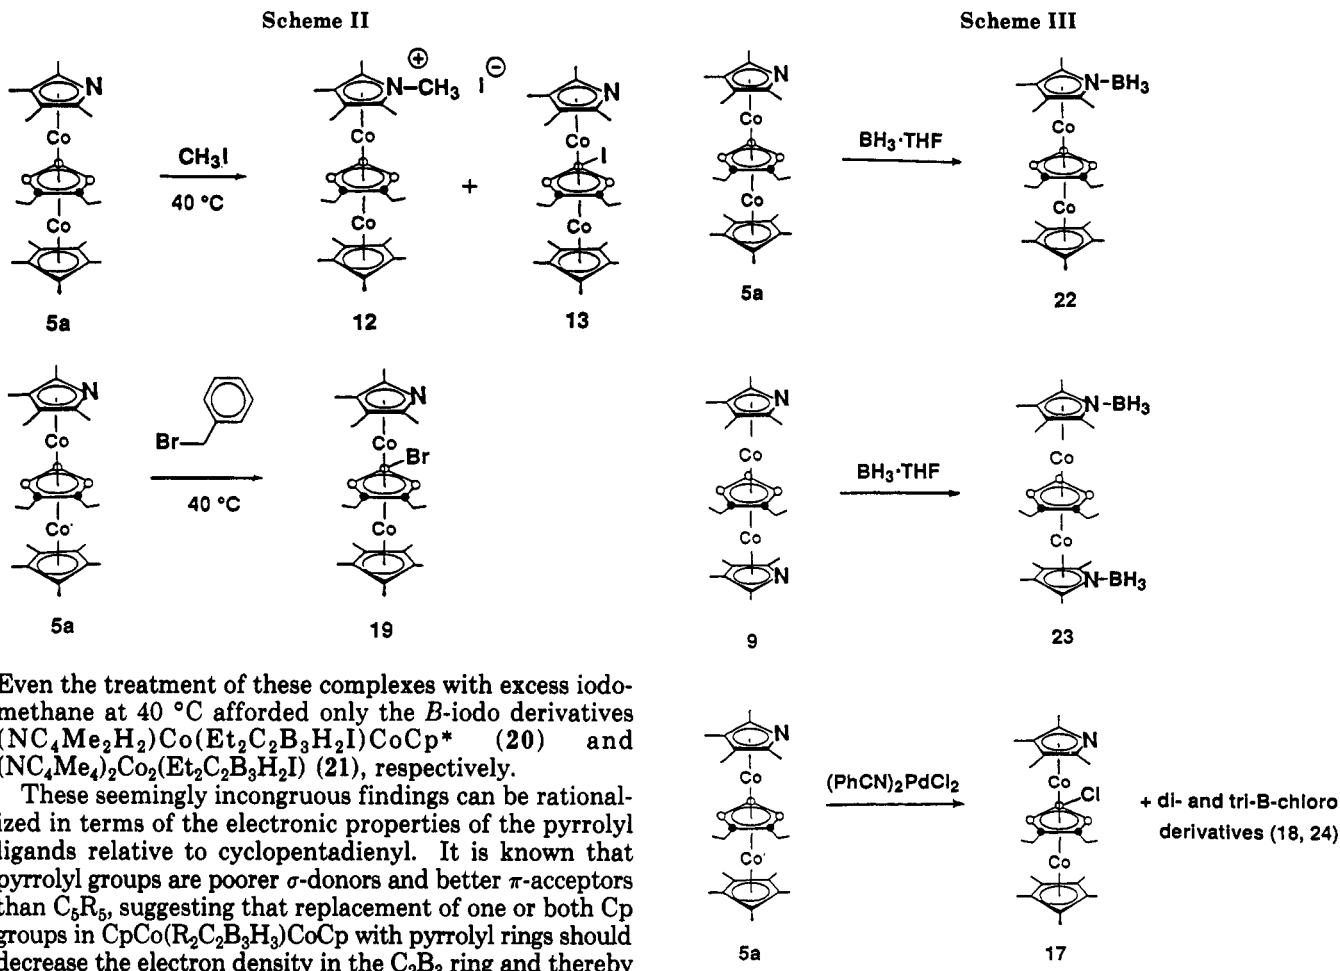 Scheme II
N
Co
Co
5a
CH₃I
40 °C
⊕
N—CH₃
Co
Co
12
I ⊖
+
N
Co
I
Co
13
N
Co
Co
5a
Br
40 °C
N
Co
Br
Co
19
Even the treatment of these complexes with excess iodo-
methane at 40 °C afforded only the B-iodo derivatives
(NC₄Me₂H₂)Co(Et₂C₂B₃H₂I)CoCp* (20) and
(NC₄Me₄)₂Co₂(Et₂C₂B₃H₂I) (21), respectively.
These seemingly incongruous findings can be rational-
ized in terms of the electronic properties of the pyrrolyl
ligands relative to cyclopentadienyl. It is known that
pyrrolyl groups are poorer σ-donors and better π-acceptors
than C₅R₅, suggesting that replacement of one or both Cp
groups in CpCo(R₂C₂B₃H₃)CoCp with pyrrolyl rings should
decrease the electron density in the C₂B₃ ring and thereby
Scheme III
N
Co
Co
5a
BH₃·THF
N—BH₃
Co
Co
22
N
Co
Co
N
9
BH₃·THF
N—BH₃
Co
Co
N—BH₃
23
N
Co
Co
5a
(PhCN)₂PdCl₂
N
Co
Cl
Co
17
+ di- and tri-B-chloro
derivatives (18, 24)